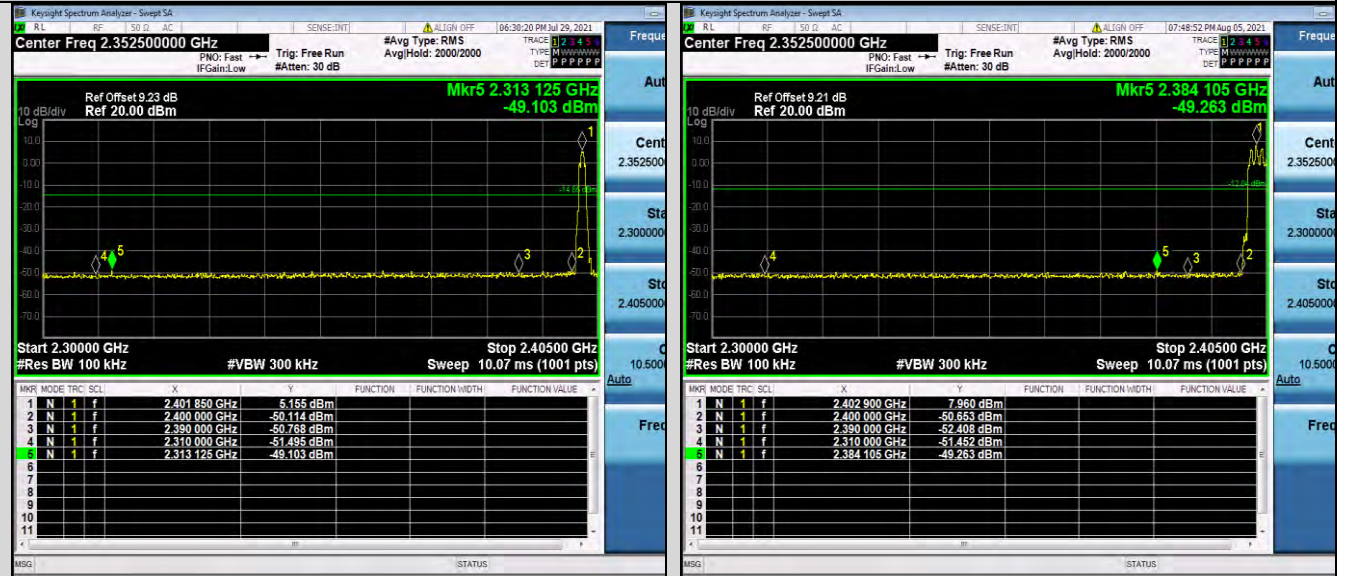 Keysight Spectrum Analyzer - Swept SA
RL RF 50 Ω AC SENSE:INT ALIGN OFF 06:30:20 PM Jul 29, 2021
Center Freq 2.352500000 GHz
PNO: Fast
IFGain:Low
Trig: Free Run
#Atten: 30 dB
#Avg Type: RMS
Avg|Hold: 2000/2000
TRACE 1 2 3 4 5 6
TYPE M
DET P P P P P P
Ref Offset 9.23 dB
Ref 20.00 dBm
10 dB/div
Log
Mkr5 2.313 125 GHz
-49.103 dBm
10.0
0.00
-10.0
-20.0
-30.0
-40.0
-50.0
-60.0
-70.0
1
2
3
4
5
Start 2.30000 GHz
Stop 2.40500 GHz
#Res BW 100 kHz
#VBW 300 kHz
Sweep 10.07 ms (1001 pts)
MKR MODE TRC SCL X Y FUNCTION FUNCTION WIDTH FUNCTION VALUE
1 N 1 f 2.401 850 GHz 5.155 dBm
2 N 1 f 2.400 000 GHz -50.114 dBm
3 N 1 f 2.390 000 GHz -50.768 dBm
4 N 1 f 2.310 000 GHz -51.495 dBm
5 N 1 f 2.313 125 GHz -49.103 dBm
6
7
8
9
10
11
MSG STATUS
Freque
Aut
Cent
2.3525000
Sta
2.3000000
Sto
2.4050000
10.5000
Auto
Freq
Keysight Spectrum Analyzer - Swept SA
RL RF 50 Ω AC SENSE:INT ALIGN OFF 07:48:52 PM Aug 05, 2021
Center Freq 2.352500000 GHz
PNO: Fast
IFGain:Low
Trig: Free Run
#Atten: 30 dB
#Avg Type: RMS
Avg|Hold: 2000/2000
TRACE 1 2 3 4 5 6
TYPE M
DET P P P P P P
Ref Offset 9.21 dB
Ref 20.00 dBm
10 dB/div
Log
Mkr5 2.384 105 GHz
-49.263 dBm
10.0
0.00
-10.0
-20.0
-30.0
-40.0
-50.0
-60.0
-70.0
2
3
4
5
Start 2.30000 GHz
Stop 2.40500 GHz
#Res BW 100 kHz
#VBW 300 kHz
Sweep 10.07 ms (1001 pts)
MKR MODE TRC SCL X Y FUNCTION FUNCTION WIDTH FUNCTION VALUE
1 N 1 f 2.402 900 GHz 7.960 dBm
2 N 1 f 2.400 000 GHz -50.653 dBm
3 N 1 f 2.390 000 GHz -52.408 dBm
4 N 1 f 2.310 000 GHz -51.452 dBm
5 N 1 f 2.384 105 GHz -49.263 dBm
6
7
8
9
10
11
MSG STATUS
Freque
Aut
Cent
2.3525000
Sta
2.3000000
Sto
2.4050000
10.5000
Auto
Freq